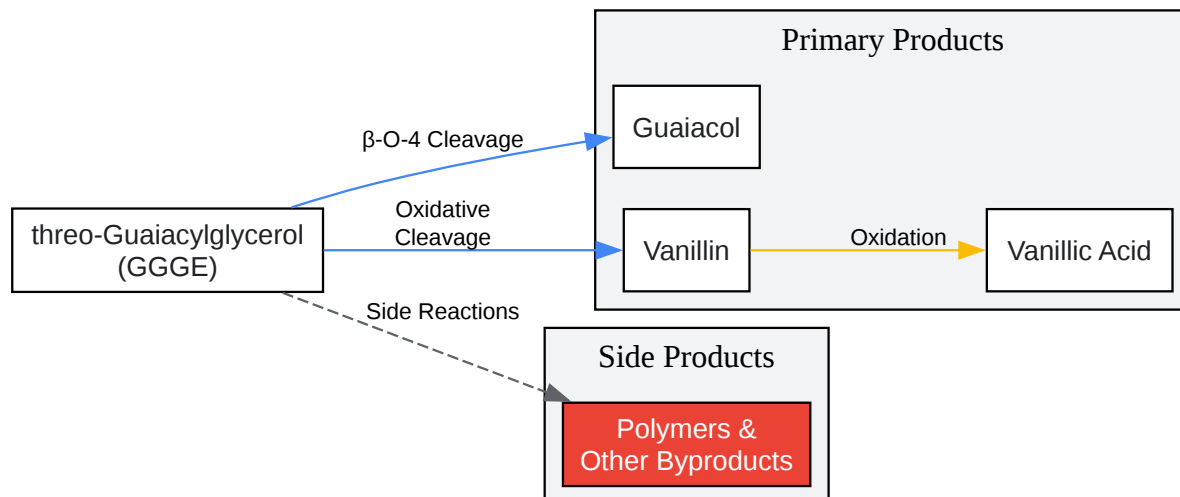 Primary Products
Guaiacol
β-O-4 Cleavage
threo-Guaiacylglycerol
(GGGE)
Oxidative
Cleavage
Vanillin
Oxidation
Vanillic Acid
Side Reactions
Side Products
Polymers &
Other Byproducts